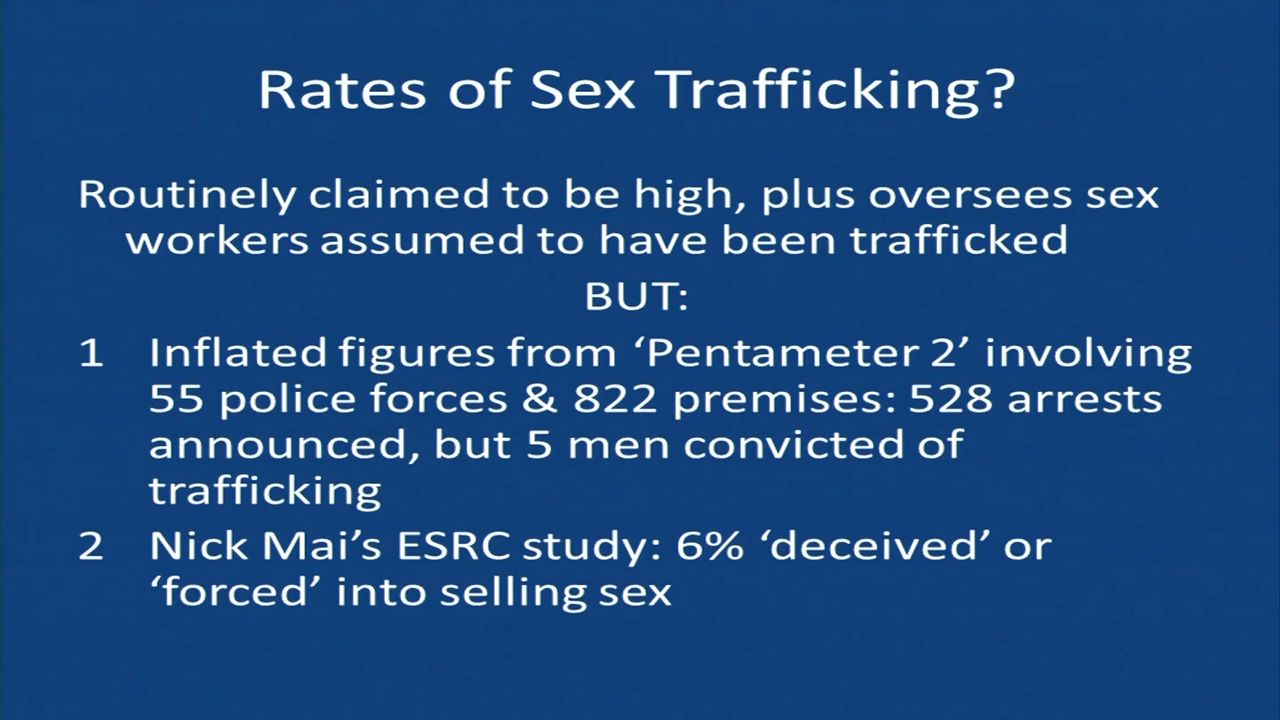 Rates of Sex Trafficking?
Routinely claimed to be high, plus oversees sex
workers assumed to have been trafficked
BUT:
1 Inflated figures from ‘Pentameter 2’ involving
55 police forces & 822 premises: 528 arrests
announced, but 5 men convicted of
trafficking
2 Nick Mai’s ESRC study: 6% ‘deceived’ or
‘forced’ into selling sex